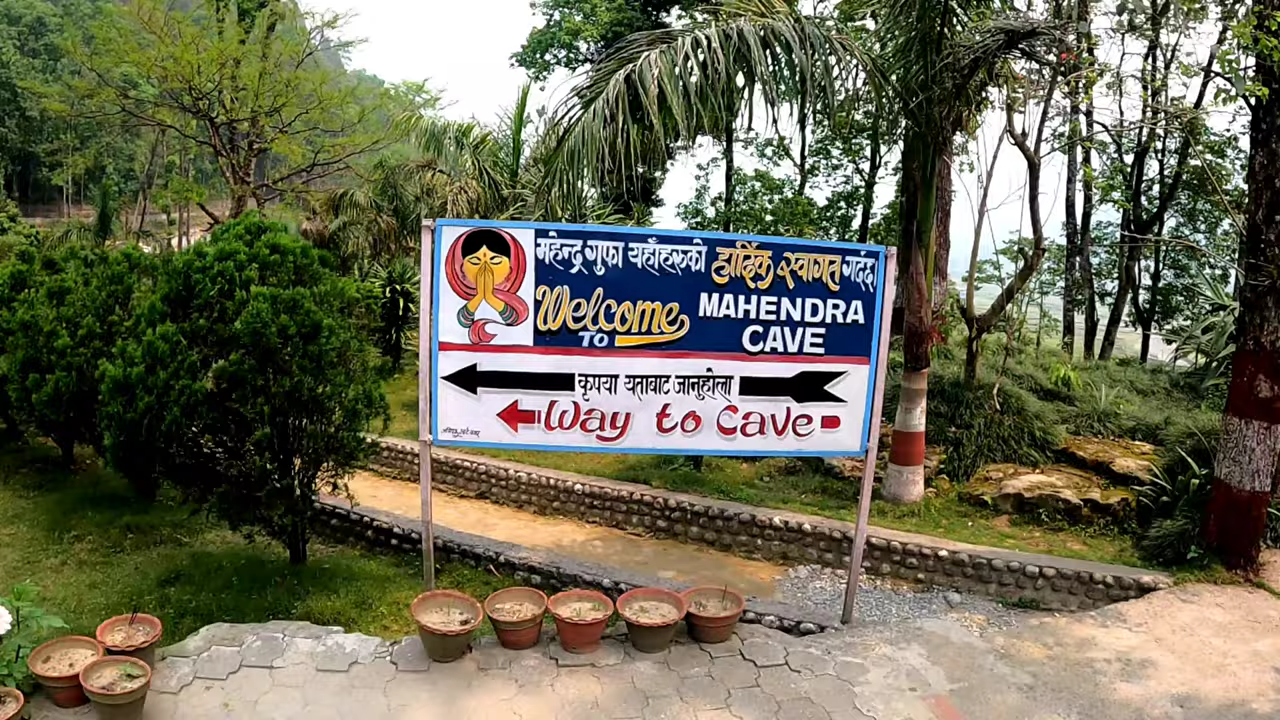 महेन्द्र गुफा यहाँहरुको हार्दिक स्वागत गर्दछ।
Welcome
TO
MAHENDRA
CAVE
कृपया यताबाट जानुहोला
Way to Cave